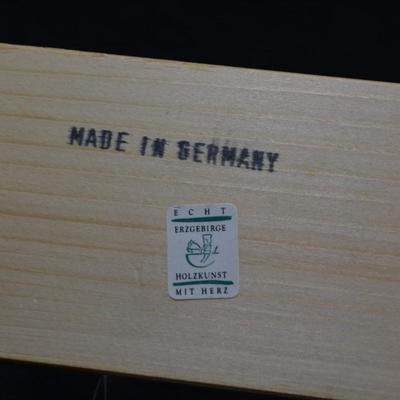 MADE IN GERMANY
ECHT
ERZGEBIRGE
HOLZKUNST
MIT HERZ